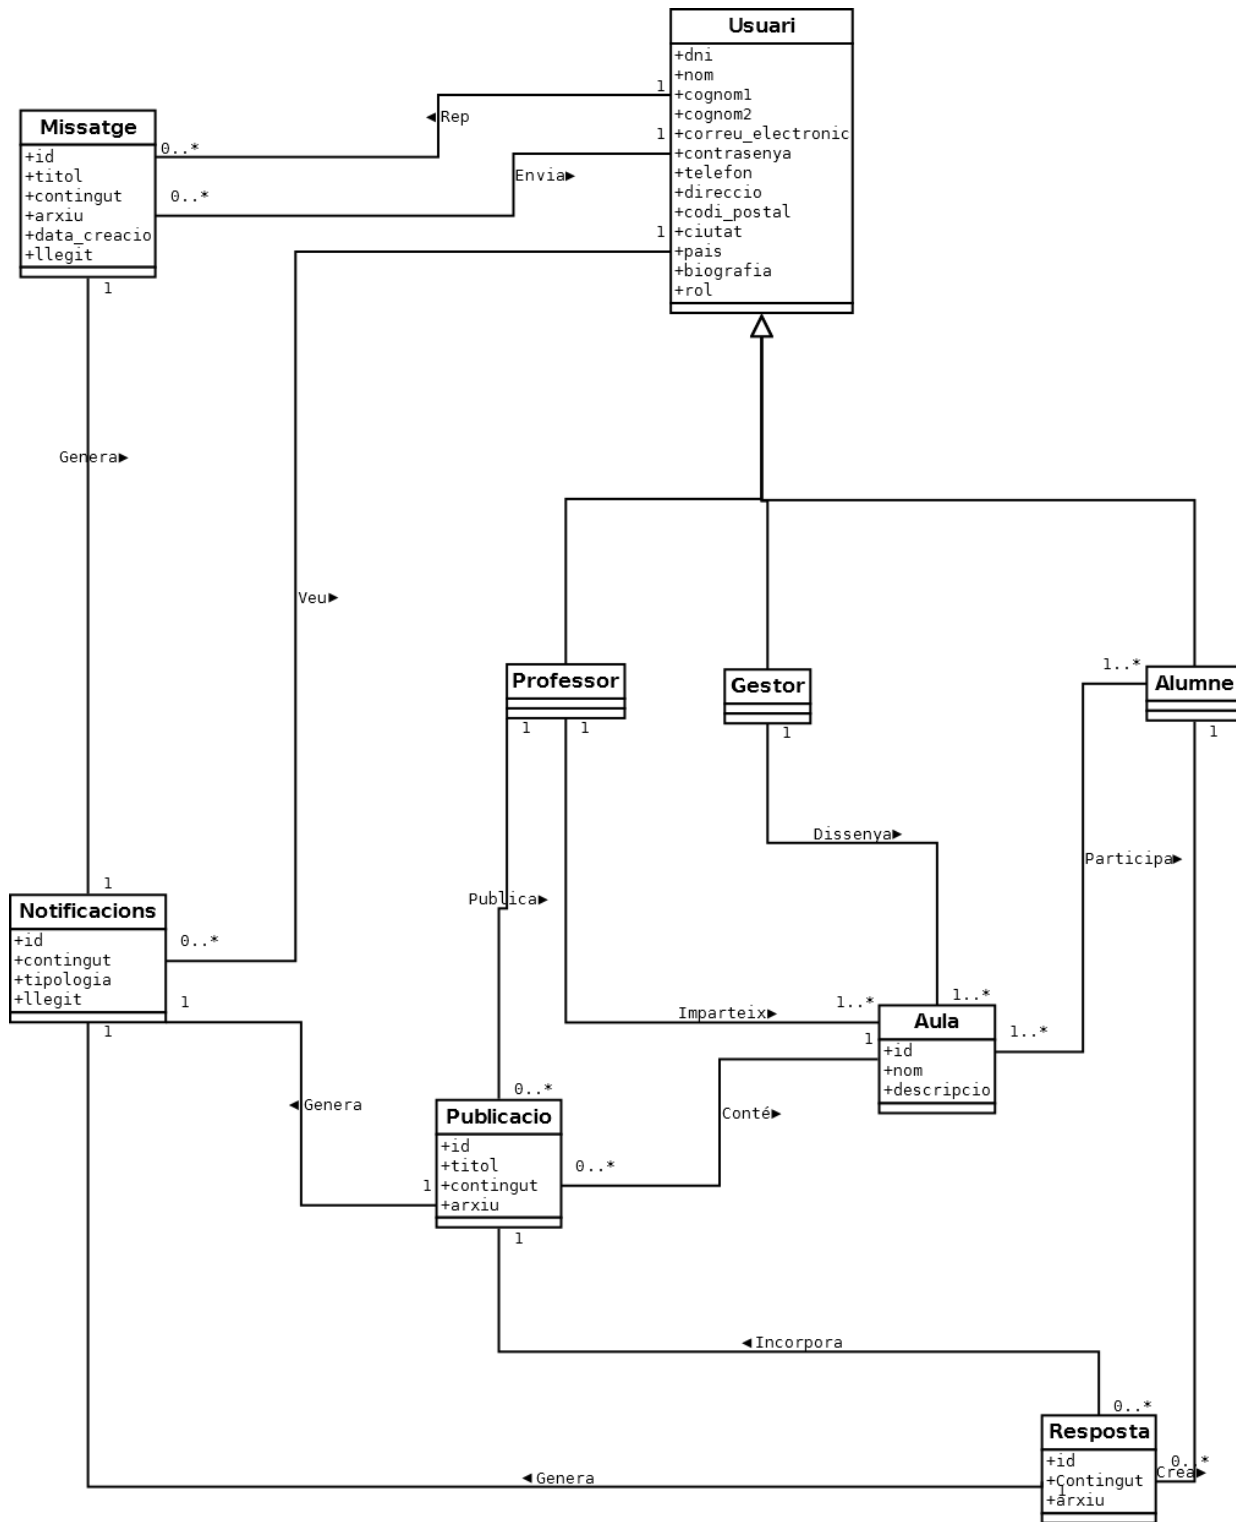 Usuari
+dni
+nom
+cognom1
+cognom2
+correu_electronic
+contrasenya
+telefon
+direccio
+codi_postal
+ciutat
+pais
+biografia
+rol
1
◄Rep
0..*
1
Envia►
0..*
1
Missatge
+id
+titol
+contingut
+arxiu
+data_creacio
+llegit
1
Genera►
Veu►
Professor
1
1
Gestor
1
1..*
Alumne
1
Dissenya►
Participa►
Publica►
1
Notificacions
+id
+contingut
+tipologia
+llegit
0..*
1
1
Imparteix►
1..*
1..*
1
1..*
Aula
+id
+nom
+descripcio
◄Genera
0..*
Conté►
Publicacio
+id
+titol
+contingut
+arxiu
0..*
1
1
◄Incorpora
0..*
Resposta
+id
+Contingut
+arxiu
0..*
Crea►
1
◄Genera